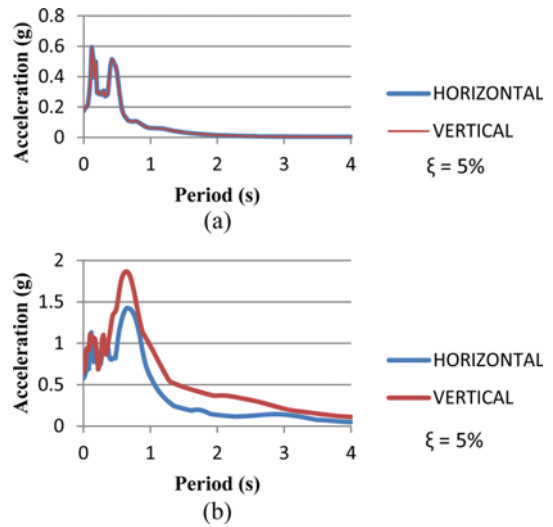 Acceleration (g)
0.8
0.6
0.4
0.2
0
0 1 2 3 4
Period (s)
HORIZONTAL
VERTICAL
ξ = 5%
(a)
Acceleration (g)
2
1.5
1
0.5
0
0 1 2 3 4
Period (s)
HORIZONTAL
VERTICAL
ξ = 5%
(b)